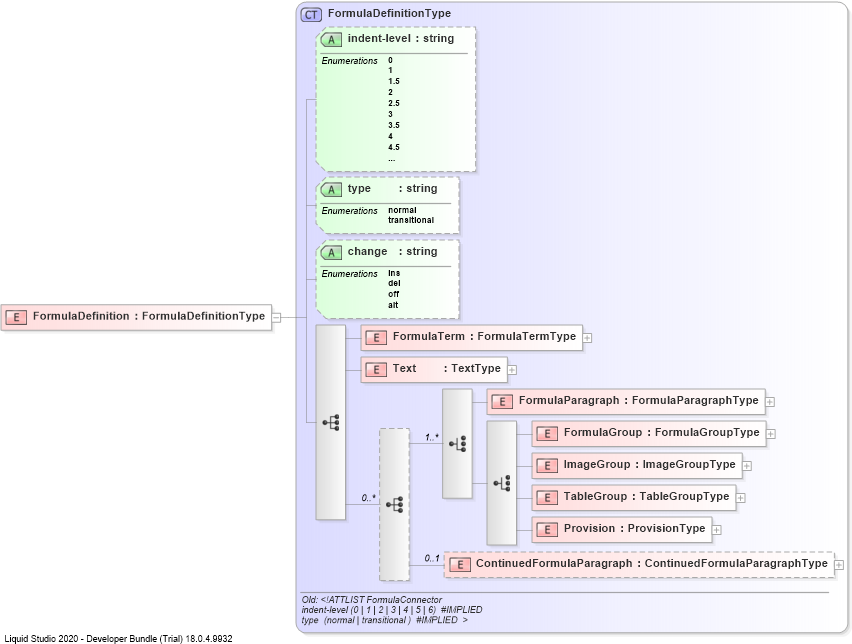 CT FormulaDefinitionType
A indent-level : string
Enumerations 0
1
1.5
2
2.5
3
3.5
4
4.5
...
A type : string
Enumerations normal
transitional
A change : string
Enumerations ins
del
off
alt
E FormulaDefinition : FormulaDefinitionType
E FormulaTerm : FormulaTermType
E Text : TextType
E FormulaParagraph : FormulaParagraphType
E FormulaGroup : FormulaGroupType
1..*
E ImageGroup : ImageGroupType
0..*
E TableGroup : TableGroupType
E Provision : ProvisionType
0..1
E ContinuedFormulaParagraph : ContinuedFormulaParagraphType
Old: <!ATTLIST FormulaConnector
indent-level (0 | 1 | 2 | 3 | 4 | 5 | 6) #IMPLIED
type (normal | transitional ) #IMPLIED >
Liquid Studio 2020 - Developer Bundle (Trial) 18.0.4.9932